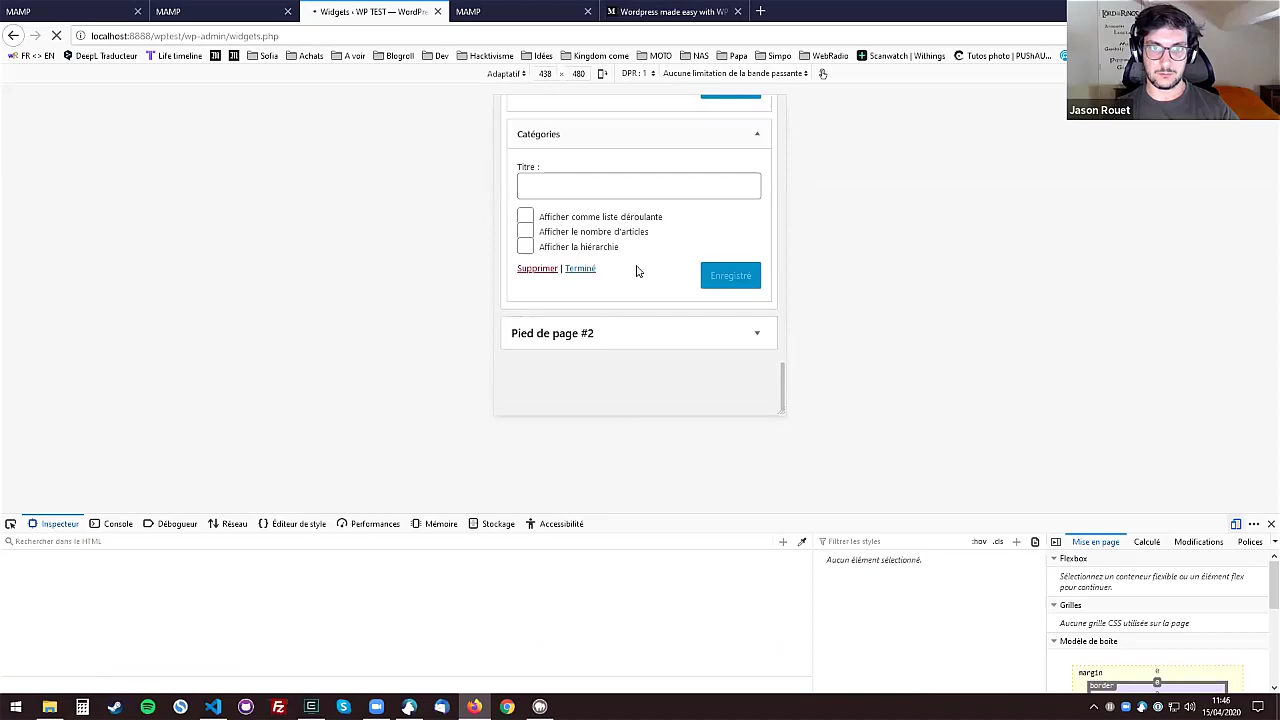 MAMP
MAMP
Widgets ‹ WP TEST — WordPre
MAMP
Wordpress made easy with WP
localhost:8888/wptest/wp-admin/widgets.php
FR <> EN
DeepL Traducteur
Life timeline
Sofia
Achats
A voir
Blogroll
Dev
Hacktivisme
Idées
Kingdom come
MOTO
NAS
Papa
Simpo
WebRadio
Scanwatch | Withings
Tutos photo | PUShAU...
Adaptatif
438 × 480
DPR : 1
Aucune limitation de la bande passante
Jason Rouet
Catégories
Titre :
Afficher comme liste déroulante
Afficher le nombre d'articles
Afficher la hiérarchie
Supprimer | Terminé
Enregistré
Pied de page #2
Inspecteur
Console
Débogueur
Réseau
Éditeur de style
Performances
Mémoire
Stockage
Accessibilité
Rechercher dans le HTML
Filtrer les styles
:hov .cls
Mise en page
Calculé
Modifications
Polices
Aucun élément sélectionné.
Flexbox
Sélectionnez un conteneur flexible ou un élément flex
pour continuer.
Grilles
Aucune grille CSS utilisée sur la page
Modèle de boîte
margin
0
border
0
11:46
15/04/2020